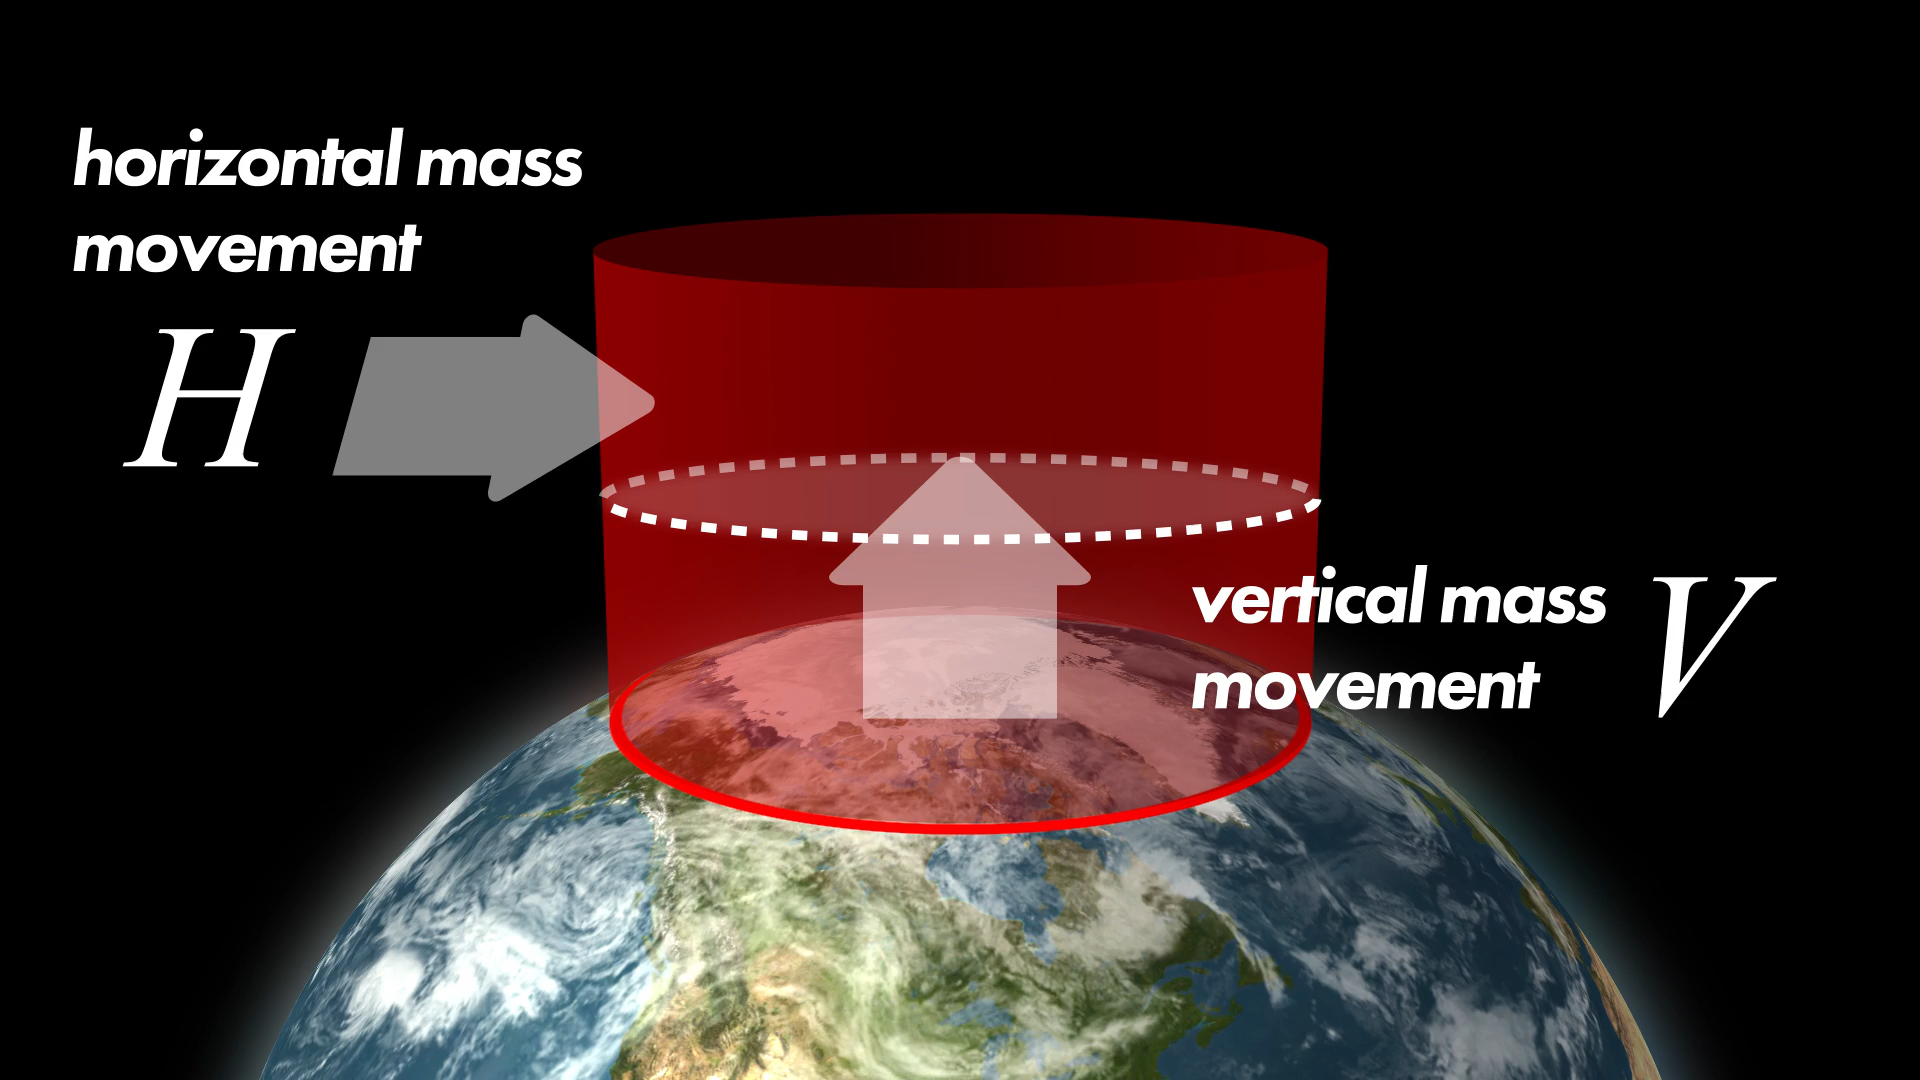 horizontal mass
movement
H
vertical mass
movement
V